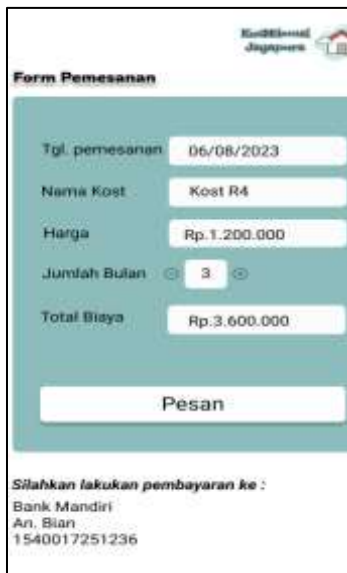 Form Pemesanan
Tgl. pemesanan 06/08/2023
Nama Kost Kost R4
Harga Rp.1.200.000
Jumlah Bulan 3
Total Biaya Rp.3.600.000
Pesan
Silahkan lakukan pembayaran ke :
Bank Mandiri
An. Bian
1540017251236